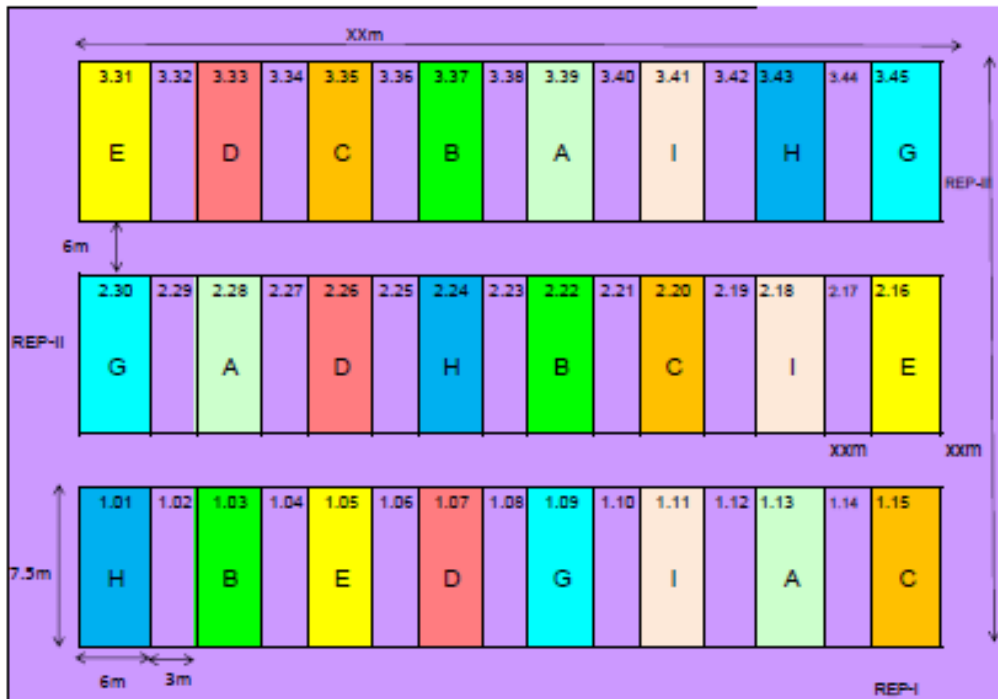 XXm
3.31 3.32 3.33 3.34 3.35 3.36 3.37 3.38 3.39 3.40 3.41 3.42 3.43 3.44 3.45
E D C B A I H G
REP-III
6m
2.30 2.29 2.28 2.27 2.26 2.25 2.24 2.23 2.22 2.21 2.20 2.19 2.18 2.17 2.16
REP-II
G A D H B C I E
xxm xxm
1.01 1.02 1.03 1.04 1.05 1.06 1.07 1.08 1.09 1.10 1.11 1.12 1.13 1.14 1.15
7.5m
H B E D G I A C
6m 3m
REP-I